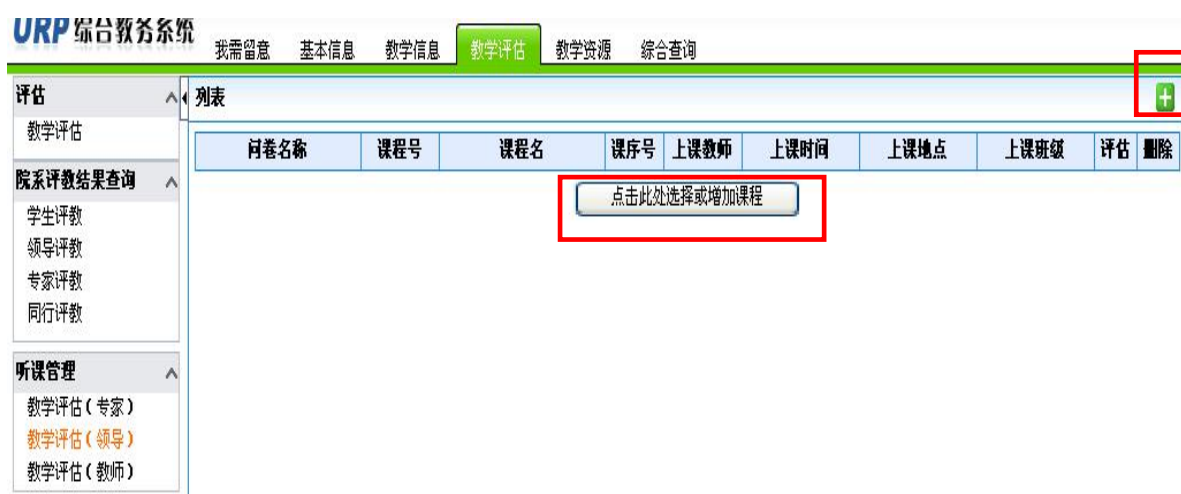 URP 综合教务系统
我需留意 基本信息 教学信息 教学评估 教学资源 综合查询
评估
教学评估
院系评教结果查询
学生评教
领导评教
专家评教
同行评教
听课管理
教学评估(专家)
教学评估(领导)
教学评估(教师)
列表
问卷名称 课程号 课程名 课序号 上课教师 上课时间 上课地点 上课班级 评估 删除
点击此处选择或增加课程